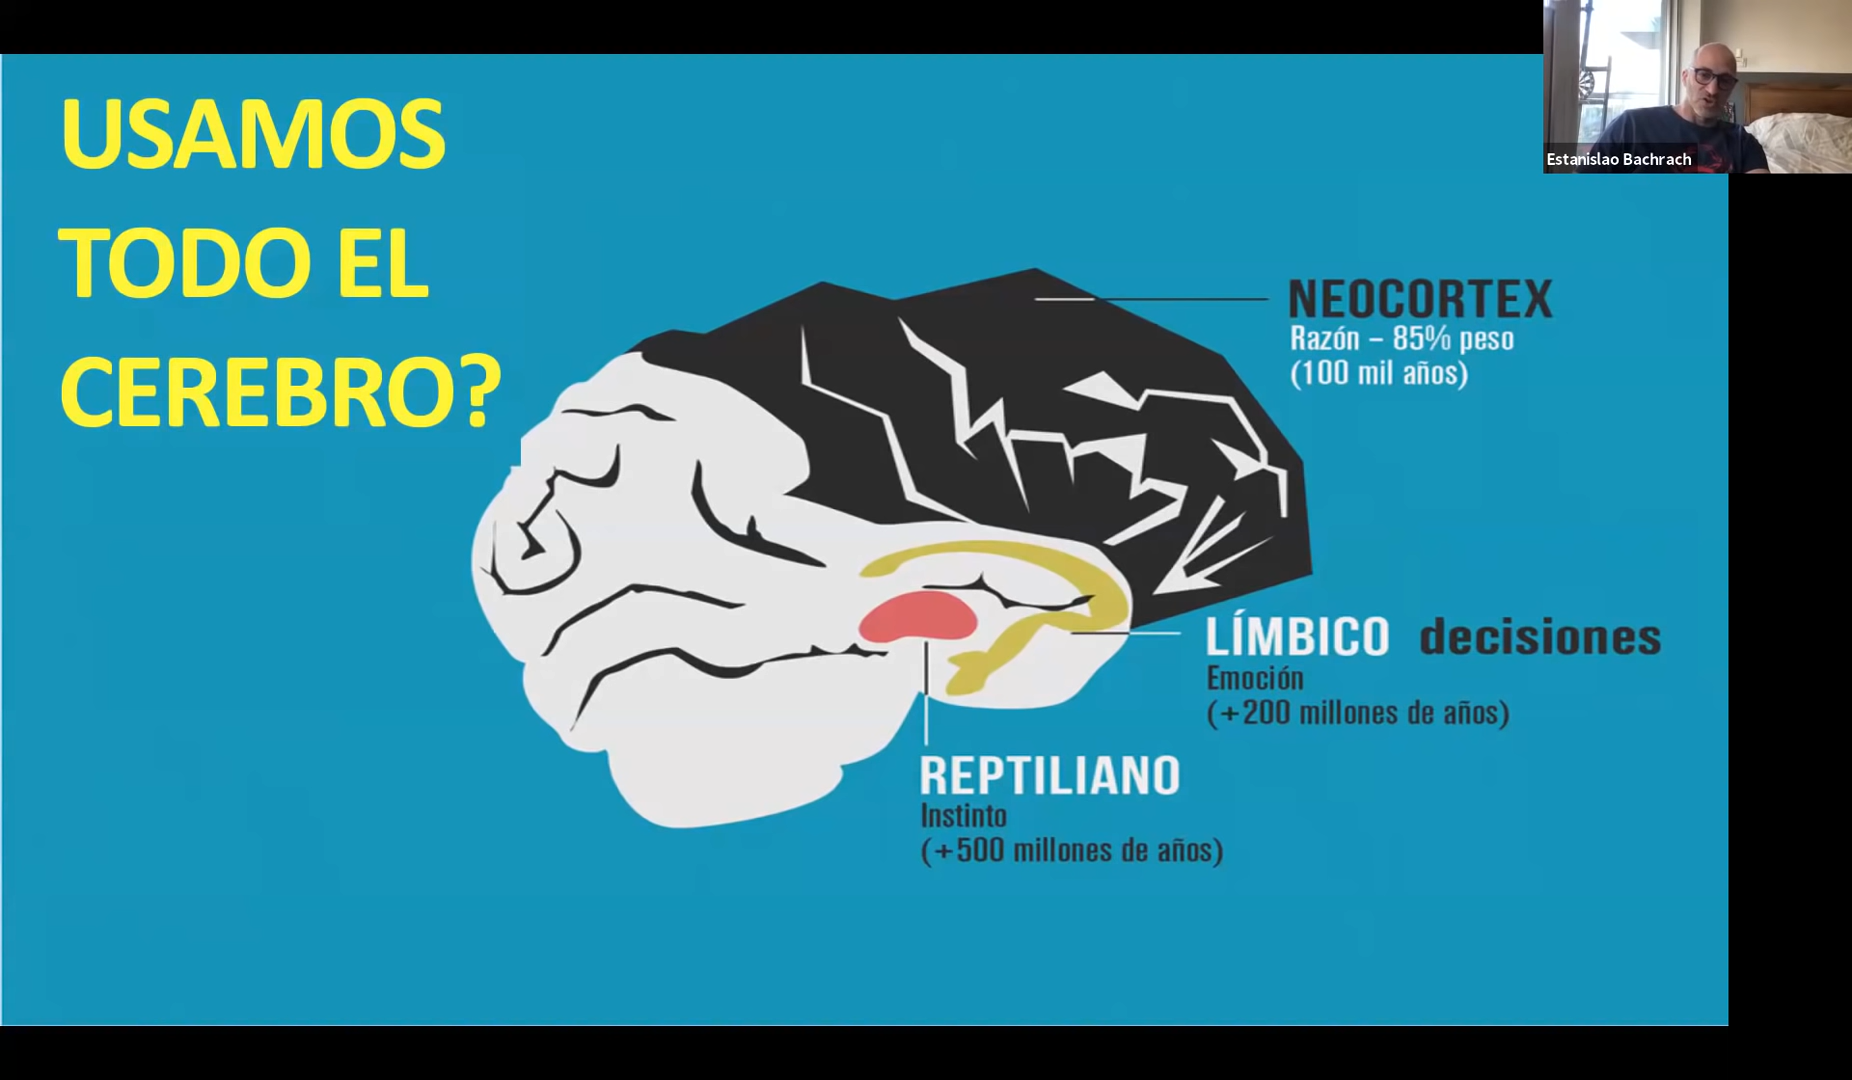 USAMOS
TODO EL
CEREBRO?
Estanislao Bachrach
NEOCORTEX
Razón – 85% peso
(100 mil años)
LÍMBICO decisiones
Emoción
(+200 millones de años)
REPTILIANO
Instinto
(+500 millones de años)